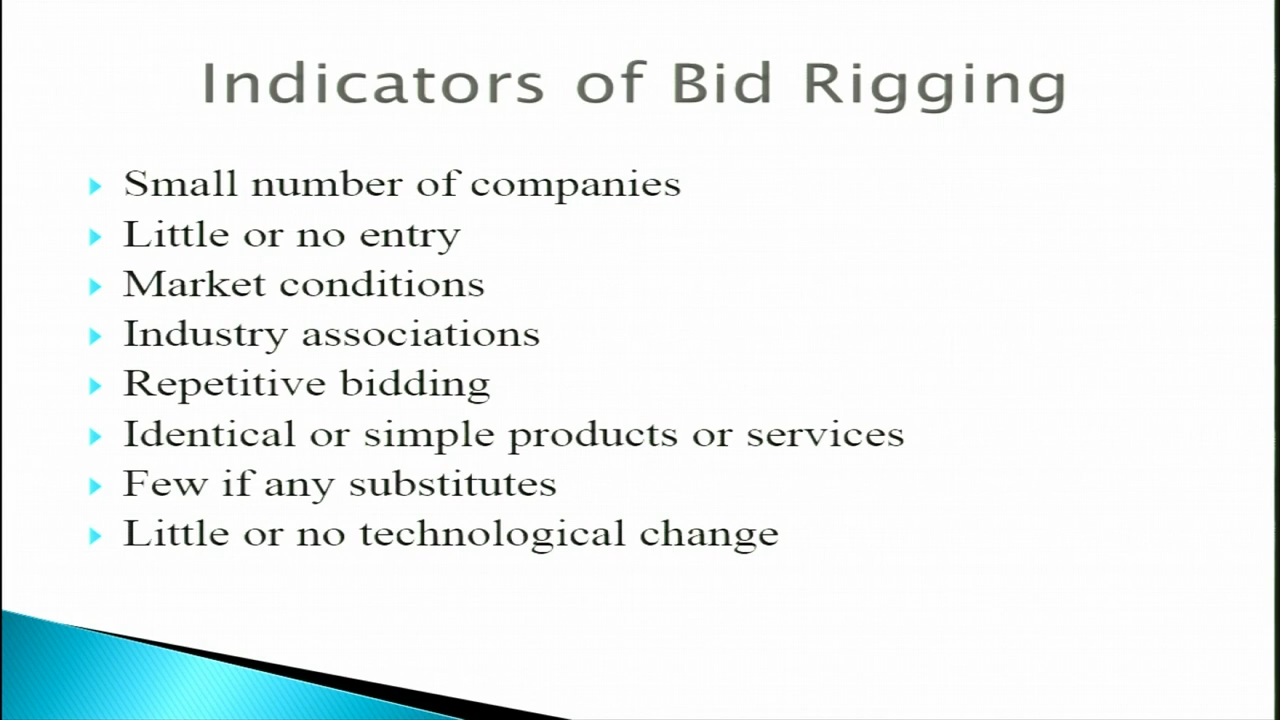 Indicators of Bid Rigging
Small number of companies
Little or no entry
Market conditions
Industry associations
Repetitive bidding
Identical or simple products or services
Few if any substitutes
Little or no technological change